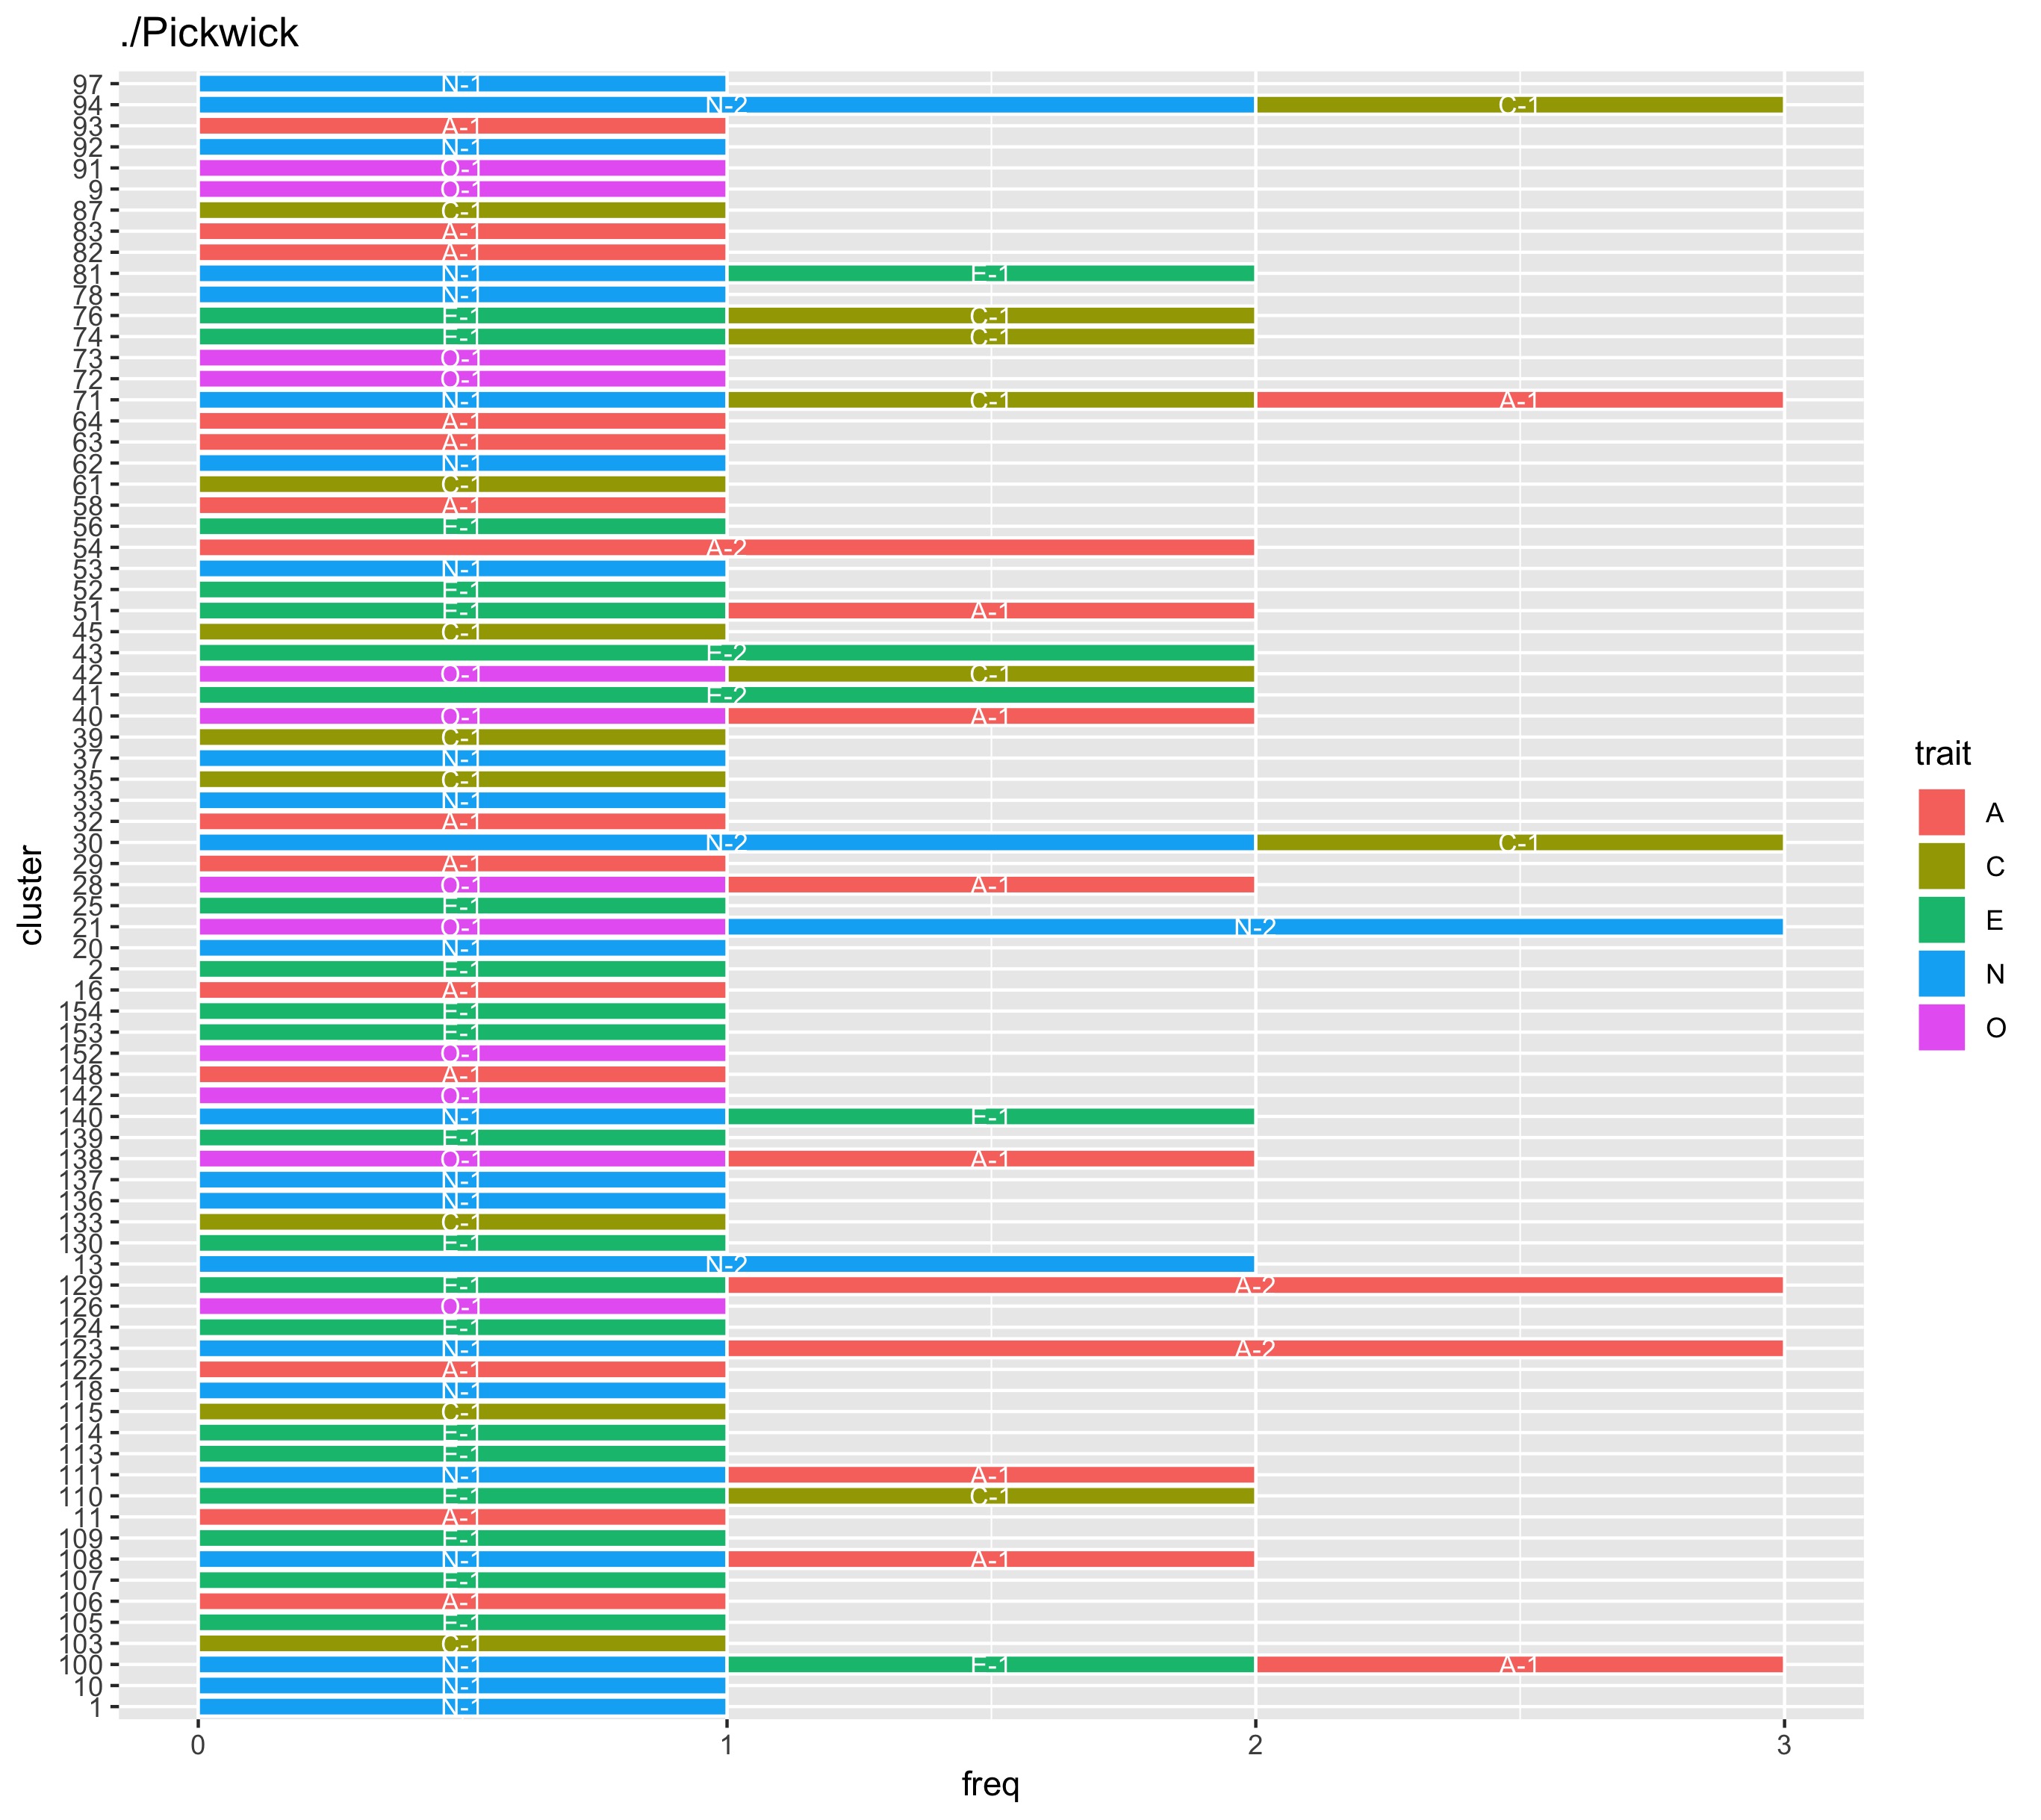 ./Pickwick
97 N-1
94 N-2 C-1
93 A-1
92 N-1
91 O-1
9 O-1
87 C-1
83 A-1
82 A-1
81 N-1 E-1
78 N-1
76 E-1 C-1
74 E-1 C-1
73 O-1
72 O-1
71 N-1 C-1 A-1
64 A-1
63 A-1
62 N-1
61 C-1
58 A-1
56 E-1
54 A-2
53 N-1
52 E-1
51 E-1 A-1
45 C-1
43 E-2
42 O-1 C-1
41 E-2
40 O-1 A-1
39 C-1
37 N-1
35 C-1
33 N-1
32 A-1
30 N-2 C-1
29 A-1
28 O-1 A-1
25 E-1
21 O-1 N-2
20 N-1
2 E-1
16 A-1
154 E-1
153 E-1
152 O-1
148 A-1
142 O-1
140 N-1 E-1
139 E-1
138 O-1 A-1
137 N-1
136 N-1
133 C-1
130 E-1
13 N-2
129 E-1 A-2
126 O-1
124 E-1
123 N-1 A-2
122 A-1
118 N-1
115 C-1
114 E-1
113 E-1
111 N-1 A-1
110 E-1 C-1
11 A-1
109 E-1
108 N-1 A-1
107 E-1
106 A-1
105 E-1
103 C-1
100 N-1 E-1 A-1
10 N-1
1 N-1
0 1 2 3
freq
cluster
trait
A
C
E
N
O